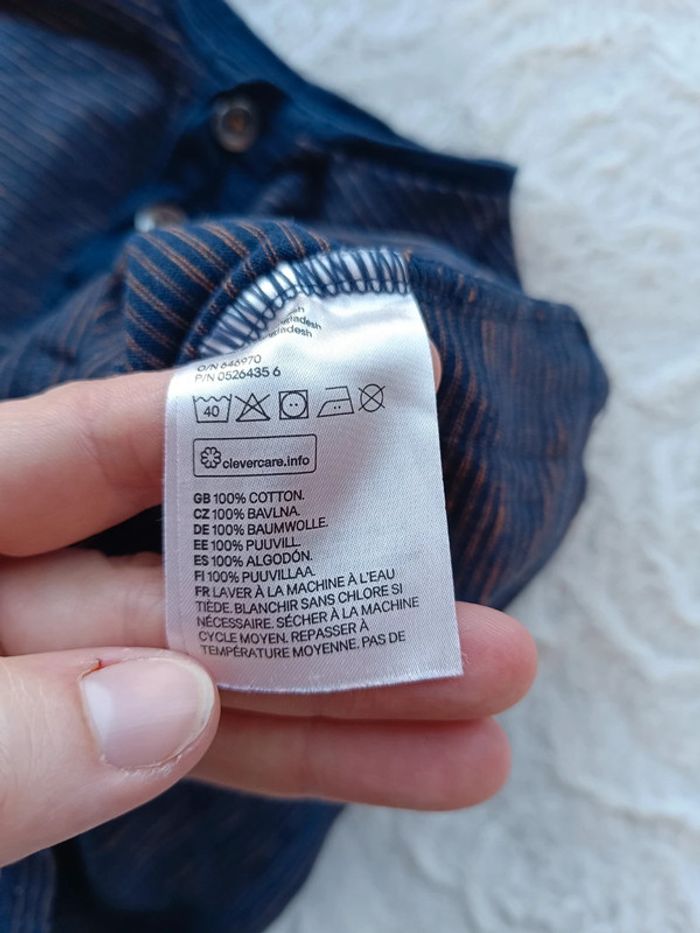 O/N 646970
P/N 0526435 6
40
clevercare.info
GB 100% COTTON.
CZ 100% BAVLNA.
DE 100% BAUMWOLLE.
EE 100% PUUVILL.
ES 100% ALGODÓN.
FI 100% PUUVILLAA.
FR LAVER À LA MACHINE À L'EAU
TIÈDE. BLANCHIR SANS CHLORE SI
NÉCESSAIRE. SÉCHER À LA MACHINE
CYCLE MOYEN. REPASSER À
TEMPÉRATURE MOYENNE. PAS DE